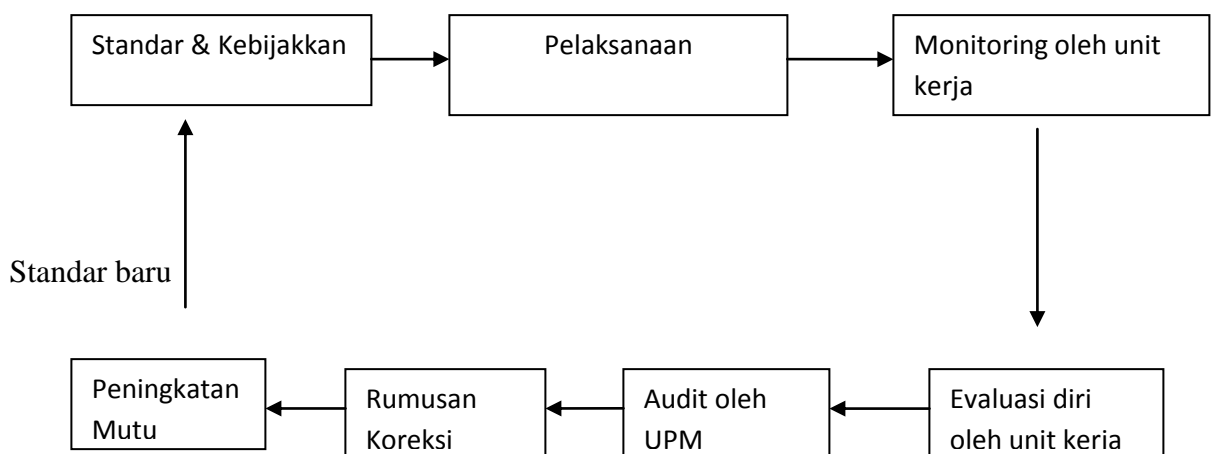 Standar & Kebijakkan
Pelaksanaan
Monitoring oleh unit
kerja
Standar baru
Peningkatan
Mutu
Rumusan
Koreksi
Audit oleh
UPM
Evaluasi diri
oleh unit kerja